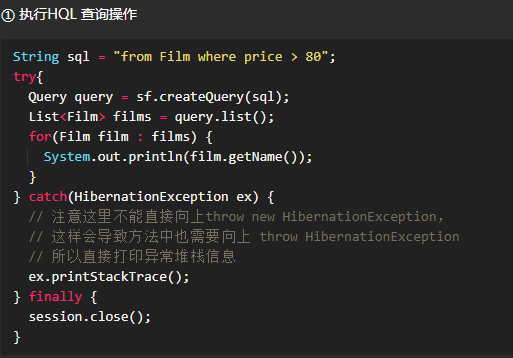 ① 执行HQL 查询操作
String sql = "from Film where price > 80";
try{
  Query query = sf.createQuery(sql);
  List<Film> films = query.list();
  for(Film film : films) {
    System.out.println(film.getName());
  }
} catch(HibernationException ex) {
  // 注意这里不能直接向上throw new HibernationException，
  // 这样会导致方法中也需要向上 throw HibernationException
  // 所以直接打印异常堆栈信息
  ex.printStackTrace();
} finally {
  session.close();
}